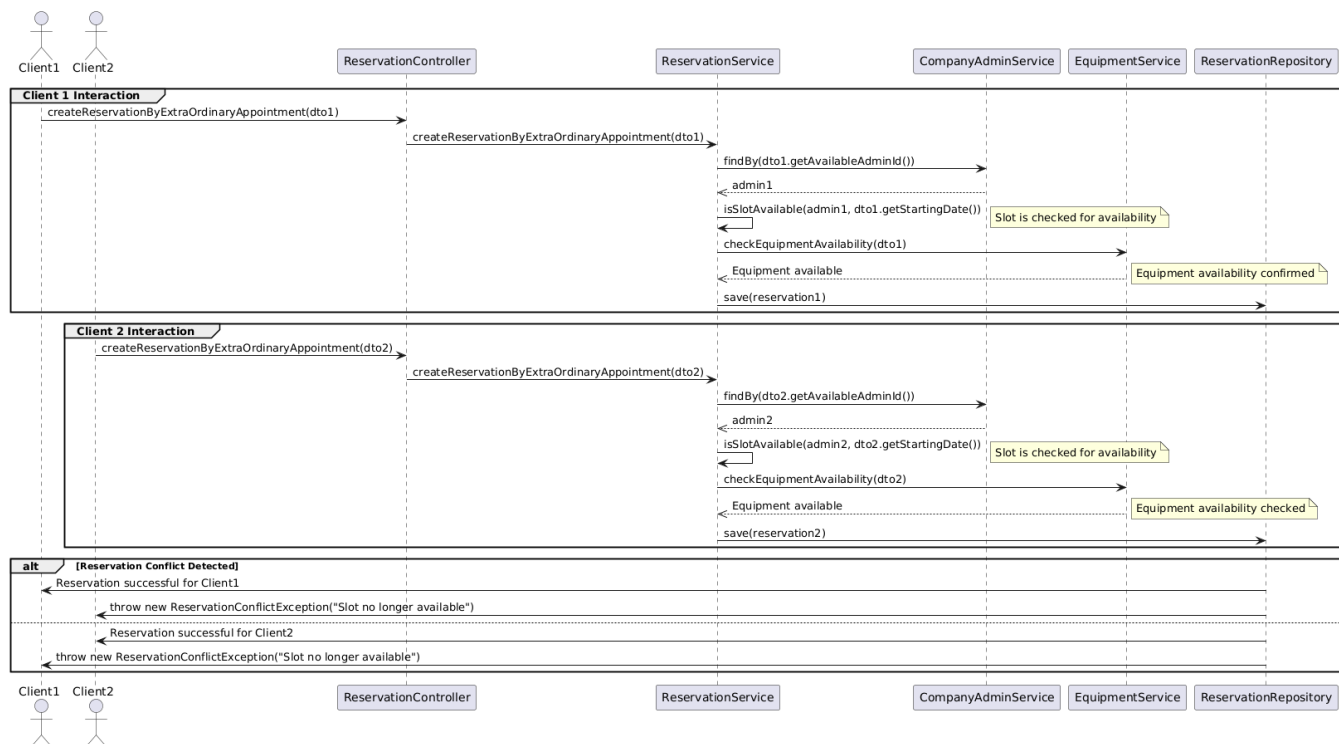 Client1
Client2
ReservationController
ReservationService
CompanyAdminService
EquipmentService
ReservationRepository
Client 1 Interaction
createReservationByExtraOrdinaryAppointment(dto1)
createReservationByExtraOrdinaryAppointment(dto1)
findBy(dto1.getAvailableAdminId())
admin1
isSlotAvailable(admin1, dto1.getStartingDate())
Slot is checked for availability
checkEquipmentAvailability(dto1)
Equipment available
Equipment availability confirmed
save(reservation1)
Client 2 Interaction
createReservationByExtraOrdinaryAppointment(dto2)
createReservationByExtraOrdinaryAppointment(dto2)
findBy(dto2.getAvailableAdminId())
admin2
isSlotAvailable(admin2, dto2.getStartingDate())
Slot is checked for availability
checkEquipmentAvailability(dto2)
Equipment available
Equipment availability checked
save(reservation2)
alt [Reservation Conflict Detected]
Reservation successful for Client1
throw new ReservationConflictException("Slot no longer available")
Reservation successful for Client2
throw new ReservationConflictException("Slot no longer available")
Client1
Client2
ReservationController
ReservationService
CompanyAdminService
EquipmentService
ReservationRepository